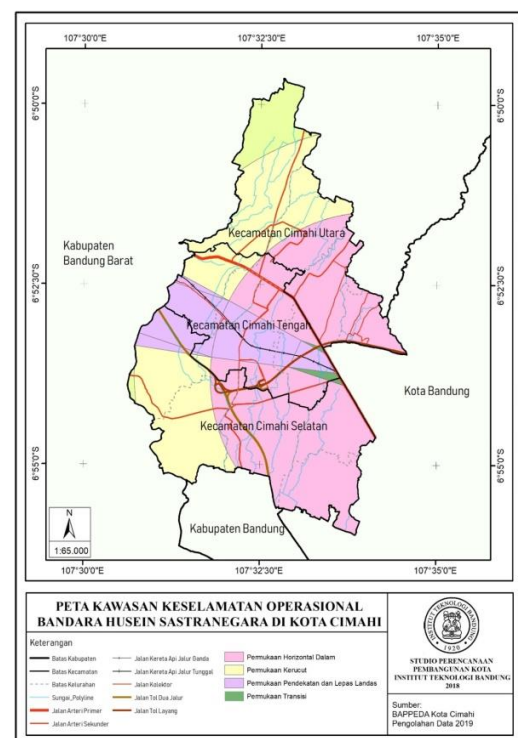 107°30'0"E 107°32'30"E 107°35'0"E
6°50'0"S 6°50'0"S
Kecamatan Cimahi Utara
Kabupaten
Bandung Barat
6°52'30"S 6°52'30"S
Kecamatan Cimahi Tengah
Kota Bandung
Kecamatan Cimahi Selatan
6°55'0"S 6°55'0"S
Kabupaten Bandung
N
1:65.000
107°30'0"E 107°32'30"E 107°35'0"E
PETA KAWASAN KESELAMATAN OPERASIONAL
BANDARA HUSEIN SASTRANEGARA DI KOTA CIMAHI
Keterangan
Batas Kabupaten
Batas Kecamatan
Batas Kelurahan
Sungai_Polyline
Jalan Arteri Primer
Jalan Arteri Sekunder
Jalan Kereta Api Jalur Ganda
Jalan Kereta Api Jalur Tunggal
Jalan Kolektor
Jalan Tol Dua Jalur
Jalan Tol Layang
Permukaan Horizontal Dalam
Permukaan Kerucut
Permukaan Pendekatan dan Lepas Landas
Permukaan Transisi
INSTITUT TEKNOLOGI BANDUNG
1920
STUDIO PERENCANAAN
PEMBANGUNAN KOTA
INSTITUT TEKNOLOGI BANDUNG
2018
Sumber:
BAPPEDA Kota Cimahi
Pengolahan Data 2019